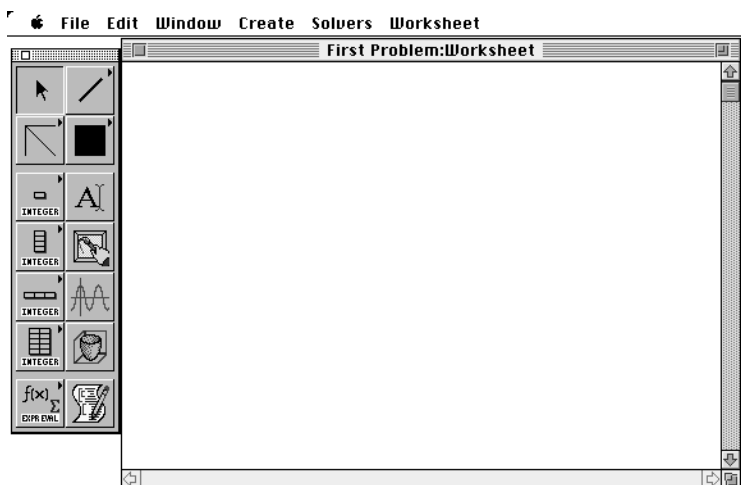 File Edit Window Create Solvers Worksheet
First Problem:Worksheet
A
INTEGER
INTEGER
INTEGER
INTEGER
f(x) Σ
EXPR EVAL